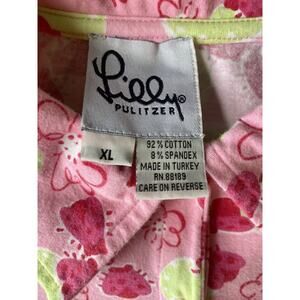 Lilly®
PULITZER
XL
92% COTTON
8% SPANDEX
MADE IN TURKEY
RN.88189
CARE ON REVERSE